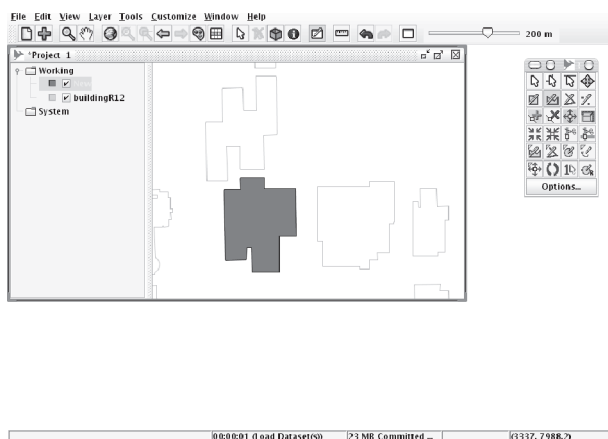 File Edit View Layer Tools Customize Window Help
200 m
*Project 1
Working
buildingR12
System
Options...
00:00:01 (Load Dataset(s))
23 MB Committed ...
(3337, 7988.2)